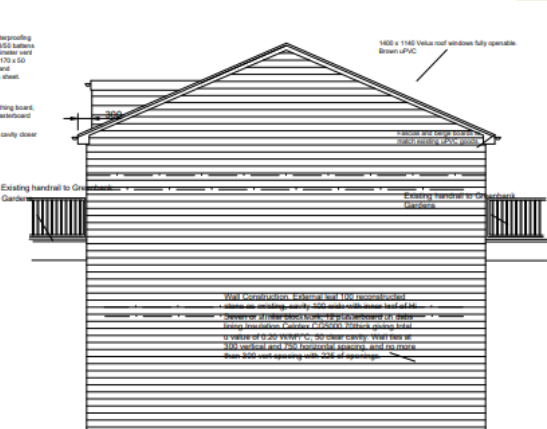 terproofing
/50 battens
meter vent
170 x 50
and
sheet.
thing board,
asterboard
cavity closer
1400 x 1140 Velux roof windows fully openable.
Brown uPVC
300
Fascias and barge boards to
match existing uPVC goods
Existing handrail to Greenbank
Gardens
Existing handrail to Greenbank
Gardens
Wall Construction. External leaf 100 reconstructed
stone as existing, cavity 100 wide with inner leaf of Hi
Seven or similar blockwork, 12 plasterboard on dabs
lining Insulation Celotex CG5000 70thick giving total
u value of 0.20 W/M²/°C, 50 clear cavity. Wall ties at
300 vertical and 750 horizontal spacing, and no more
than 300 vert spacing with 225 of openings.